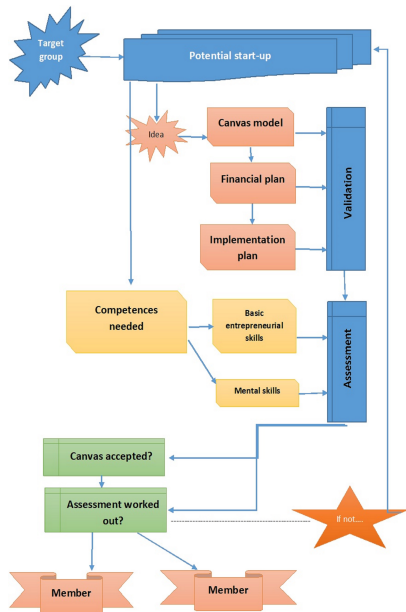 Target
group
Potential start-up
Idea
Canvas model
Financial plan
Implementation
plan
Validation
Competences
needed
Basic
entrepreneurial
skills
Mental skills
Assessment
Canvas accepted?
Assessment worked
out?
If not....
Member
Member